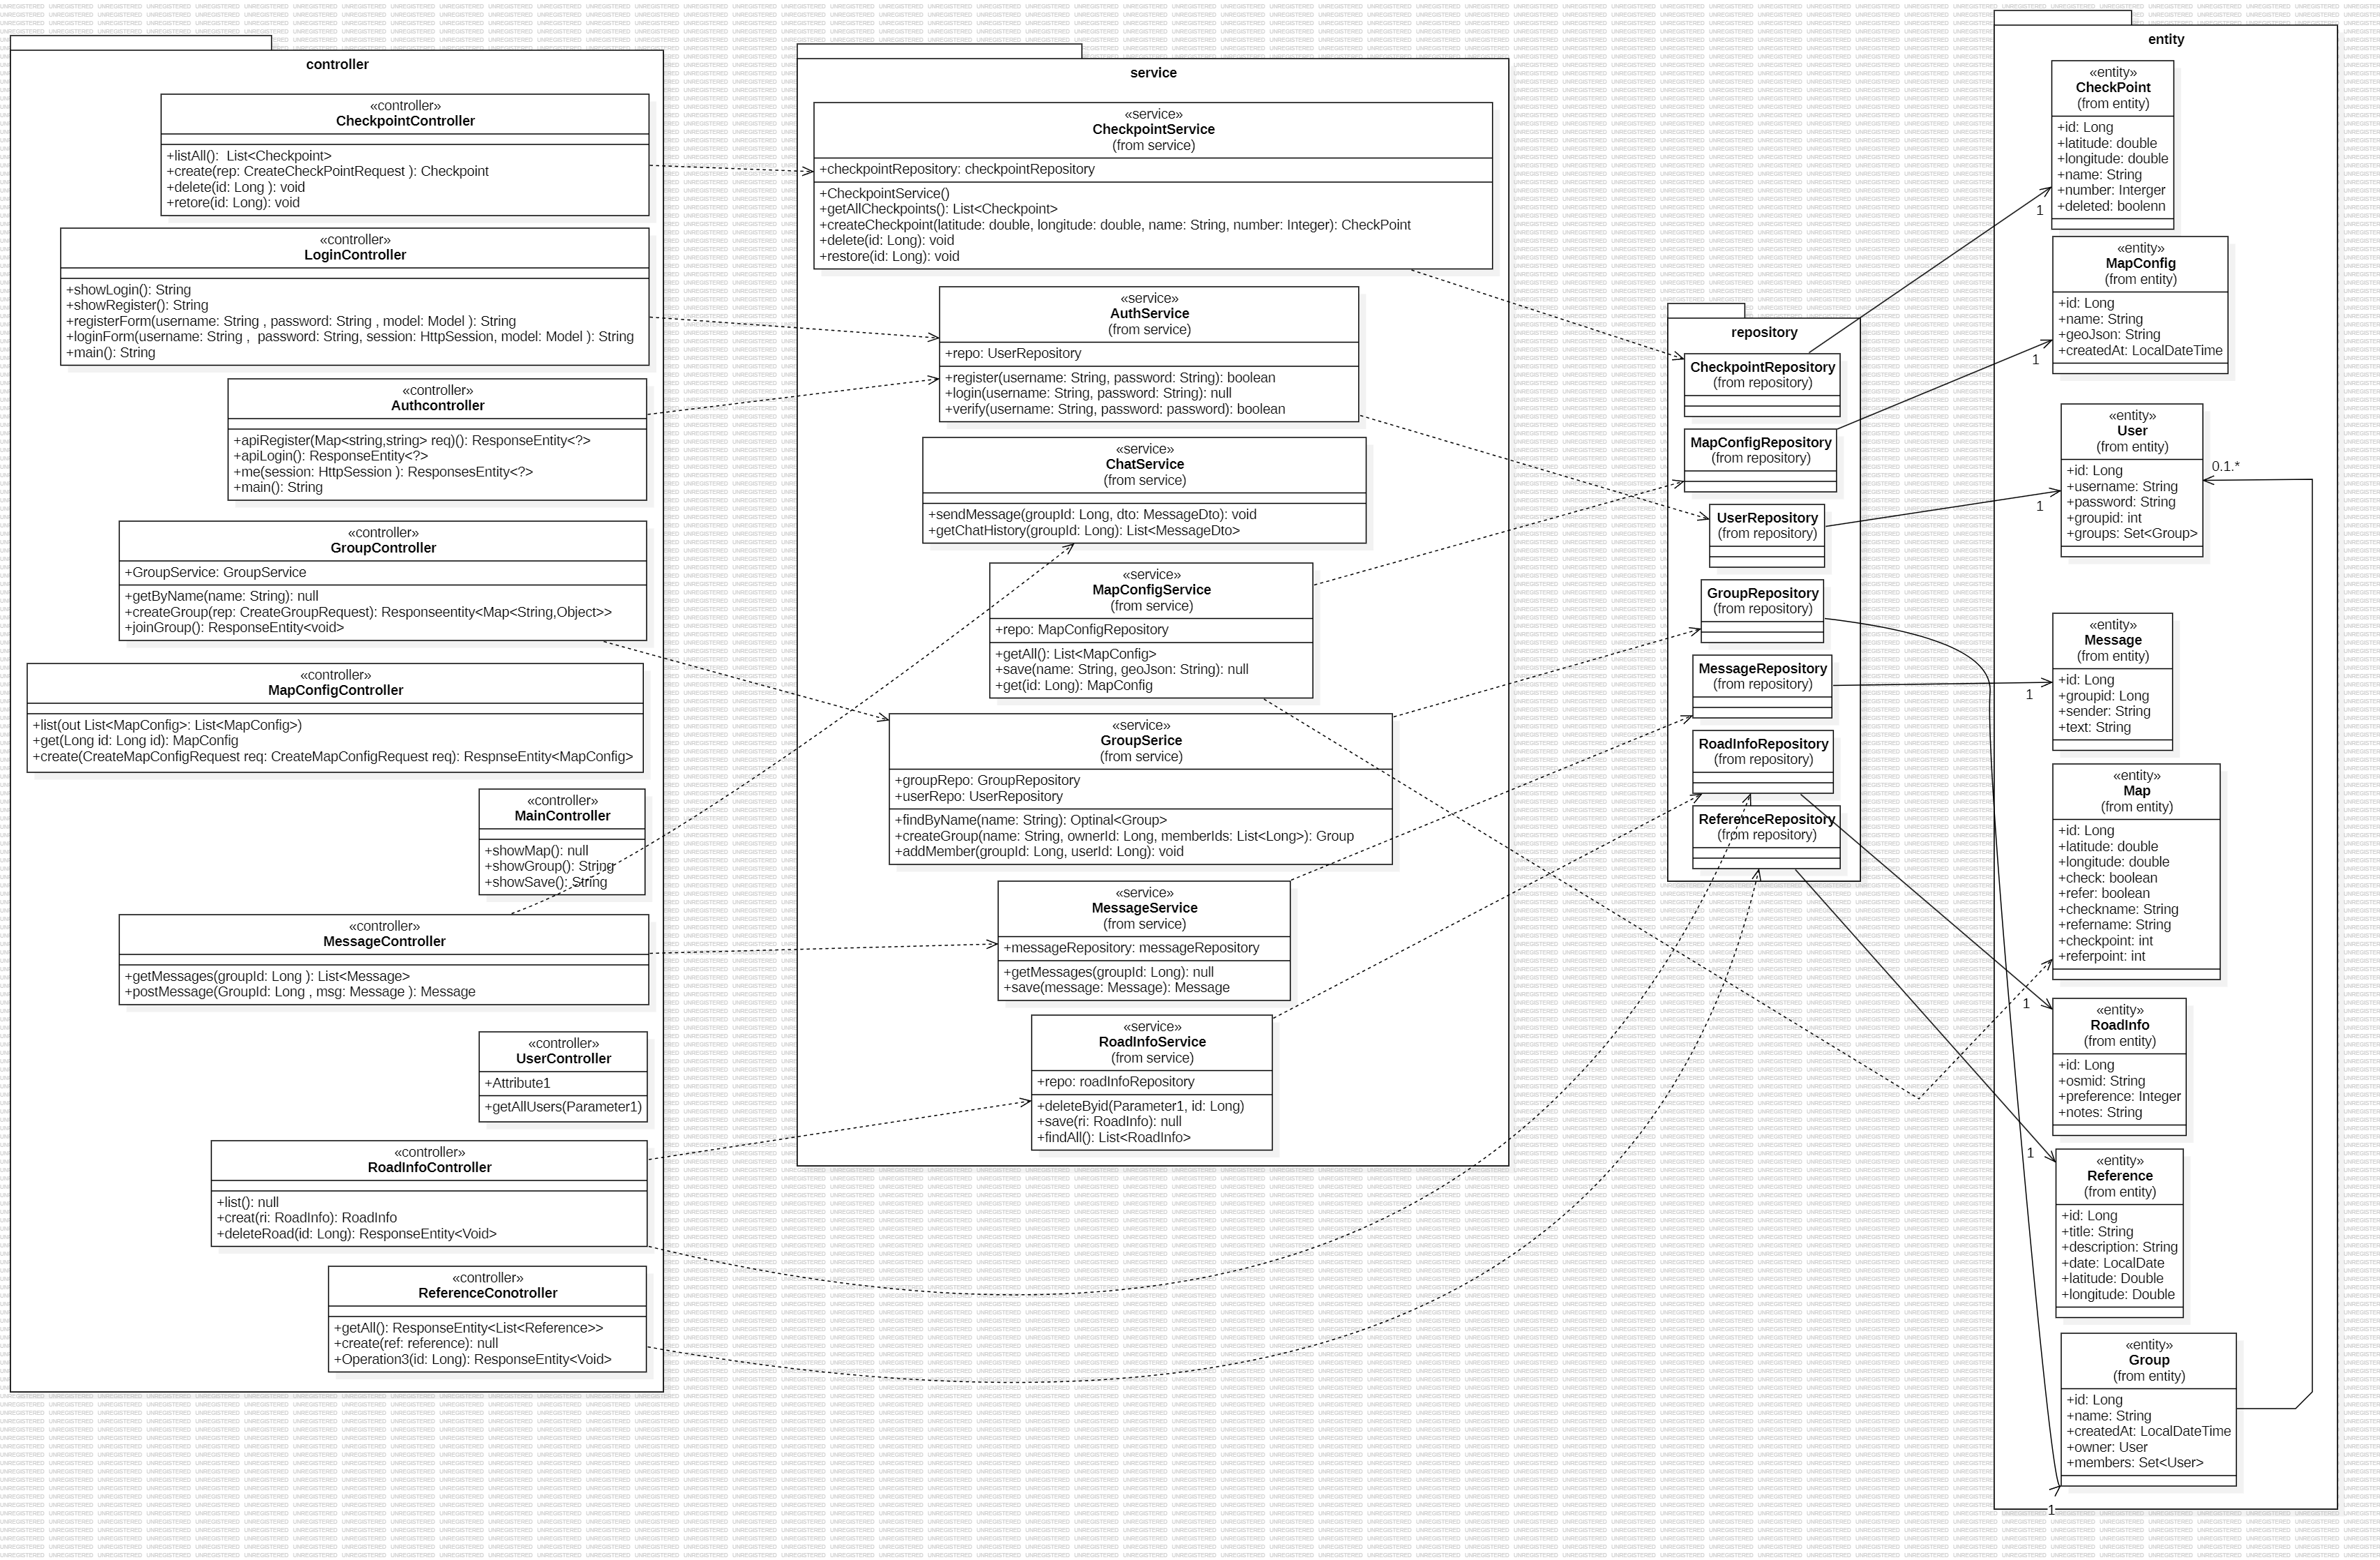 controller
«controller»
CheckpointController
+listAll():  List<Checkpoint>
+create(rep: CreateCheckPointRequest ): Checkpoint
+delete(id: Long ): void
+retore(id: Long): void
«controller»
LoginController
+showLogin(): String
+showRegister(): String
+registerForm(username: String , password: String , model: Model ): String
+loginForm(username: String ,  password: String, session: HttpSession, model: Model ): String
+main(): String
«controller»
Authcontroller
+apiRegister(Map<string,string> req)(): ResponseEntity<?>
+apiLogin(): ResponseEntity<?>
+me(session: HttpSession ): ResponsesEntity<?>
+main(): String
«controller»
GroupController
+GroupService: GroupService
+getByName(name: String): null
+createGroup(rep: CreateGroupRequest): Responseentity<Map<String,Object>>
+joinGroup(): ResponseEntity<void>
«controller»
MapConfigController
+list(out List<MapConfig>: List<MapConfig>)
+get(Long id: Long id): MapConfig
+create(CreateMapConfigRequest req: CreateMapConfigRequest req): RespnseEntity<MapConfig>
«controller»
MainController
+showMap(): null
+showGroup(): String
+showSave(): String
«controller»
MessageController
+getMessages(groupId: Long ): List<Message>
+postMessage(GroupId: Long , msg: Message ): Message
«controller»
UserController
+Attribute1
+getAllUsers(Parameter1)
«controller»
RoadInfoController
+list(): null
+creat(ri: RoadInfo): RoadInfo
+deleteRoad(id: Long): ResponseEntity<Void>
«controller»
ReferenceConotroller
+getAll(): ResponseEntity<List<Reference>>
+create(ref: reference): null
+Operation3(id: Long): ResponseEntity<Void>
service
«service»
CheckpointService
(from service)
+checkpointRepository: checkpointRepository
+CheckpointService()
+getAllCheckpoints(): List<Checkpoint>
+createCheckpoint(latitude: double, longitude: double, name: String, number: Integer): CheckPoint
+delete(id: Long): void
+restore(id: Long): void
«service»
AuthService
(from service)
+repo: UserRepository
+register(username: String, password: String): boolean
+login(username: String, password: String): null
+verify(username: String, password: password): boolean
«service»
ChatService
(from service)
+sendMessage(groupId: Long, dto: MessageDto): void
+getChatHistory(groupId: Long): List<MessageDto>
«service»
MapConfigService
(from service)
+repo: MapConfigRepository
+getAll(): List<MapConfig>
+save(name: String, geoJson: String): null
+get(id: Long): MapConfig
«service»
GroupSerice
(from service)
+groupRepo: GroupRepository
+userRepo: UserRepository
+findByName(name: String): Optinal<Group>
+createGroup(name: String, ownerId: Long, memberIds: List<Long>): Group
+addMember(groupId: Long, userId: Long): void
«service»
MessageService
(from service)
+messageRepository: messageRepository
+getMessages(groupId: Long): null
+save(message: Message): Message
«service»
RoadInfoService
(from service)
+repo: roadInfoRepository
+deleteByid(Parameter1, id: Long)
+save(ri: RoadInfo): null
+findAll(): List<RoadInfo>
repository
CheckpointRepository
(from repository)
MapConfigRepository
(from repository)
UserRepository
(from repository)
GroupRepository
(from repository)
MessageRepository
(from repository)
RoadInfoRepository
(from repository)
ReferenceRepository
(from repository)
entity
«entity»
CheckPoint
(from entity)
+id: Long
+latitude: double
+longitude: double
+name: String
+number: Interger
+deleted: boolenn
1
«entity»
MapConfig
(from entity)
+id: Long
+name: String
+geoJson: String
+createdAt: LocalDateTime
1
«entity»
User
(from entity)
+id: Long
+username: String
+password: String
+groupid: int
+groups: Set<Group>
0.1.*
1
«entity»
Message
(from entity)
+id: Long
+groupid: Long
+sender: String
+text: String
1
«entity»
Map
(from entity)
+id: Long
+latitude: double
+longitude: double
+check: boolean
+refer: boolean
+checkname: String
+refername: String
+checkpoint: int
+referpoint: int
«entity»
RoadInfo
(from entity)
+id: Long
+osmid: String
+preference: Integer
+notes: String
1
«entity»
Reference
(from entity)
+id: Long
+title: String
+description: String
+date: LocalDate
+latitude: Double
+longitude: Double
1
«entity»
Group
(from entity)
+id: Long
+name: String
+createdAt: LocalDateTime
+owner: User
+members: Set<User>
1
UNREGISTERED